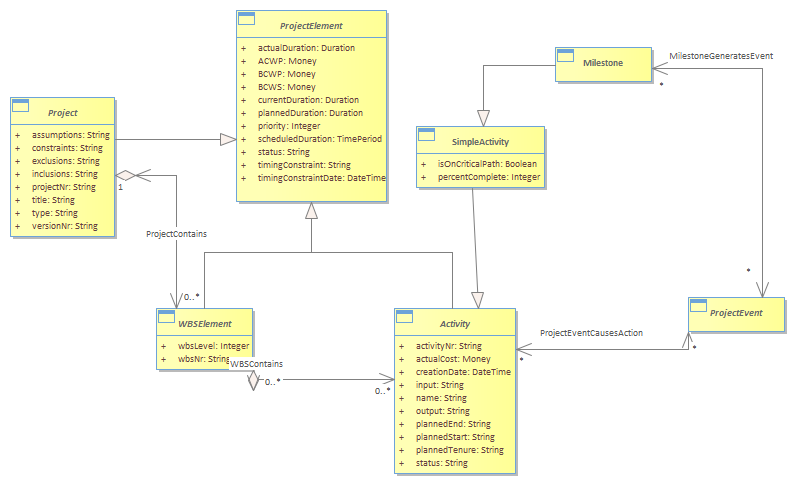 ProjectElement
+ actualDuration: Duration
+ ACWP: Money
+ BCWP: Money
+ BCWS: Money
+ currentDuration: Duration
+ plannedDuration: Duration
+ priority: Integer
+ scheduledDuration: TimePeriod
+ status: String
+ timingConstraint: String
+ timingConstraintDate: DateTime
Milestone
MilestoneGeneratesEvent
*
Project
+ assumptions: String
+ constraints: String
+ exclusions: String
+ inclusions: String
+ projectNr: String
+ title: String
+ type: String
+ versionNr: String
SimpleActivity
+ isOnCriticalPath: Boolean
+ percentComplete: Integer
1
ProjectContains
0..*
*
WBSElement
+ wbsLevel: Integer
+ wbsNr: String
WBSContains
0..*
0..*
Activity
+ activityNr: String
+ actualCost: Money
+ creationDate: DateTime
+ input: String
+ name: String
+ output: String
+ plannedEnd: String
+ plannedStart: String
+ plannedTenure: String
+ status: String
ProjectEventCausesAction
*
*
ProjectEvent